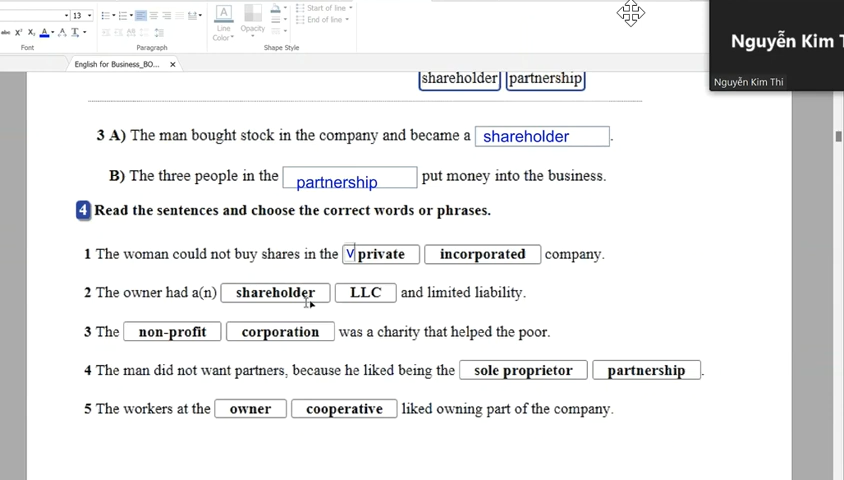 13
Start of line
End of line
abc x² x₂ A A T
Line
Color
Opacity
Font
Paragraph
Shape Style
English for Business_BO...
Nguyễn Kim T
Nguyễn Kim Thi
shareholder partnership
3 A) The man bought stock in the company and became a shareholder.
B) The three people in the partnership put money into the business.
4 Read the sentences and choose the correct words or phrases.
1 The woman could not buy shares in the v private incorporated company.
2 The owner had a(n) shareholder LLC and limited liability.
3 The non-profit corporation was a charity that helped the poor.
4 The man did not want partners, because he liked being the sole proprietor partnership.
5 The workers at the owner cooperative liked owning part of the company.